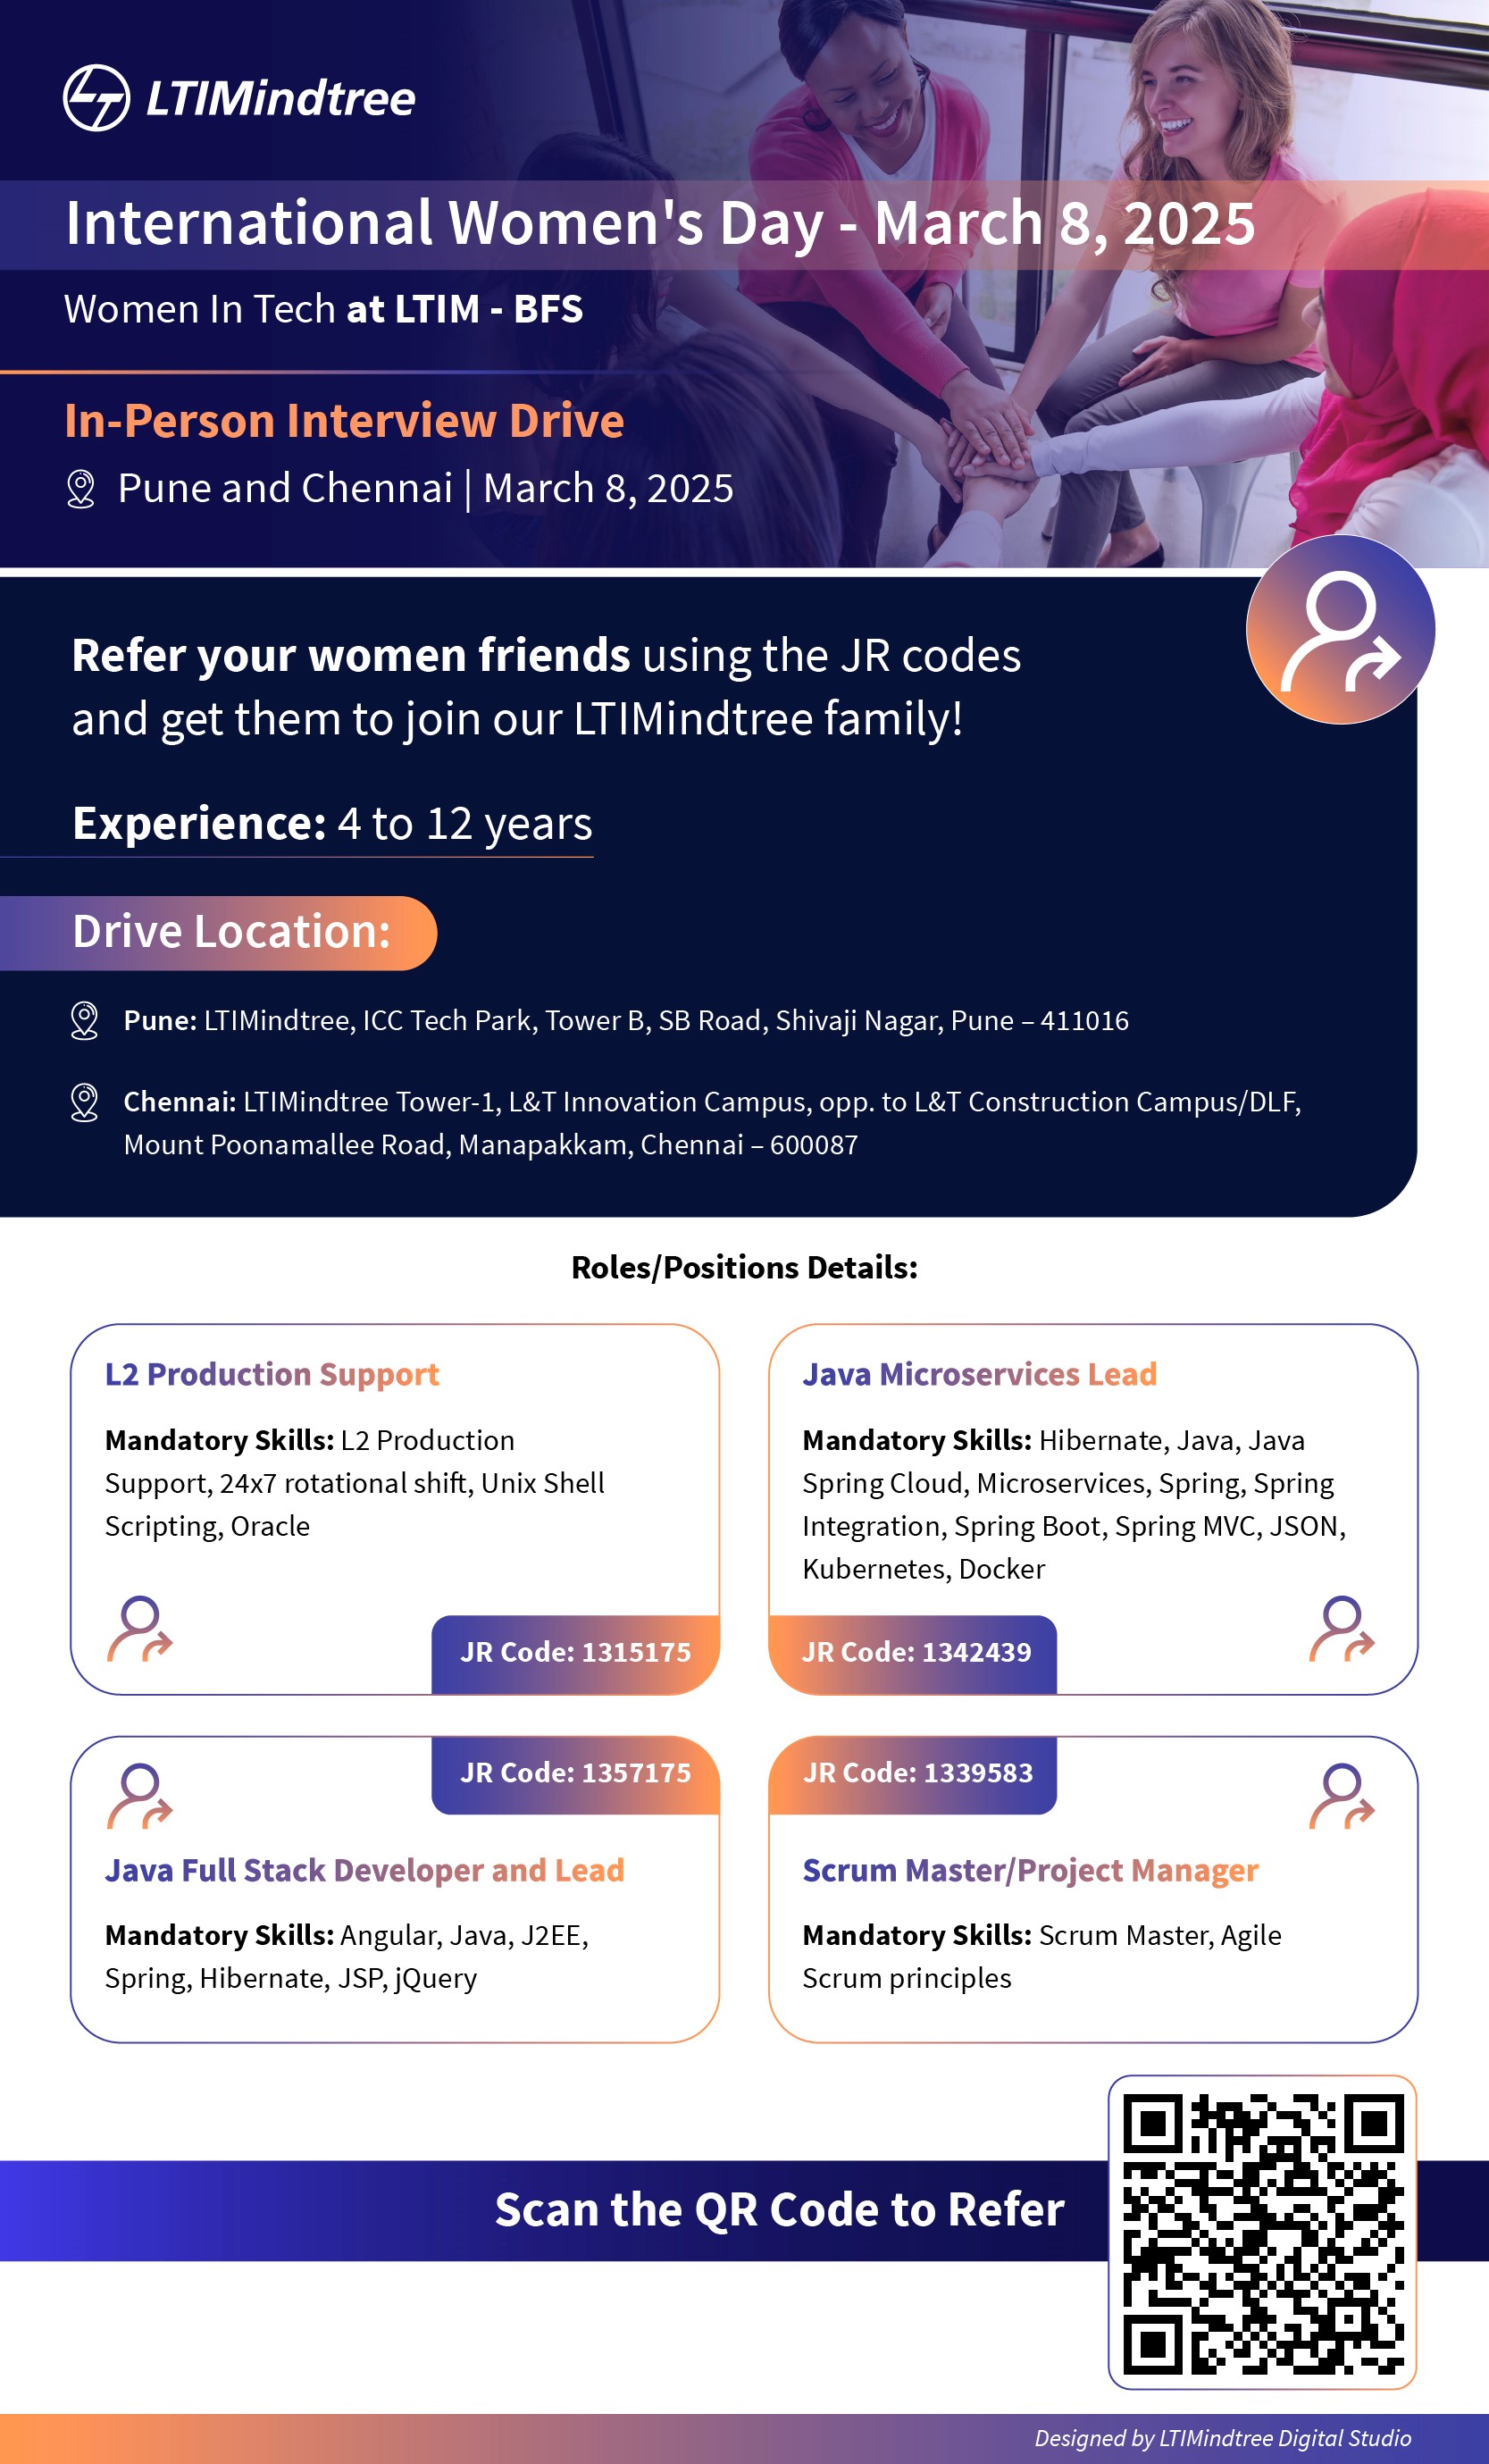 LTIMindtree
International Women's Day - March 8, 2025
Women In Tech at LTIM - BFS
In-Person Interview Drive
Pune and Chennai | March 8, 2025
Refer your women friends using the JR codes
and get them to join our LTIMindtree family!
Experience: 4 to 12 years
Drive Location:
Pune: LTIMindtree, ICC Tech Park, Tower B, SB Road, Shivaji Nagar, Pune – 411016
Chennai: LTIMindtree Tower-1, L&T Innovation Campus, opp. to L&T Construction Campus/DLF,
Mount Poonamallee Road, Manapakkam, Chennai – 600087
Roles/Positions Details:
L2 Production Support
Mandatory Skills: L2 Production
Support, 24x7 rotational shift, Unix Shell
Scripting, Oracle
JR Code: 1315175
Java Microservices Lead
Mandatory Skills: Hibernate, Java, Java
Spring Cloud, Microservices, Spring, Spring
Integration, Spring Boot, Spring MVC, JSON,
Kubernetes, Docker
JR Code: 1342439
JR Code: 1357175
Java Full Stack Developer and Lead
Mandatory Skills: Angular, Java, J2EE,
Spring, Hibernate, JSP, jQuery
JR Code: 1339583
Scrum Master/Project Manager
Mandatory Skills: Scrum Master, Agile
Scrum principles
Scan the QR Code to Refer
Designed by LTIMindtree Digital Studio